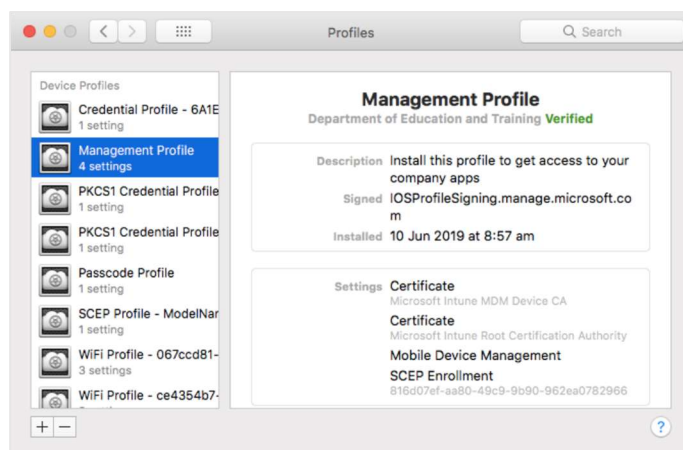 Profiles
Search
Device Profiles
Credential Profile - 6A1E
1 setting
Management Profile
4 settings
PKCS1 Credential Profile
1 setting
PKCS1 Credential Profile
1 setting
Passcode Profile
1 setting
SCEP Profile - ModelNar
1 setting
WiFi Profile - 067ccd81-
3 settings
WiFi Profile - ce4354b7-
Management Profile
Department of Education and Training Verified
Description Install this profile to get access to your
company apps
Signed IOSProfileSigning.manage.microsoft.co
m
Installed 10 Jun 2019 at 8:57 am
Settings Certificate
Microsoft Intune MDM Device CA
Certificate
Microsoft Intune Root Certification Authority
Mobile Device Management
SCEP Enrollment
816d07ef-aa80-49c9-9b90-962ea0782966
+ −
?